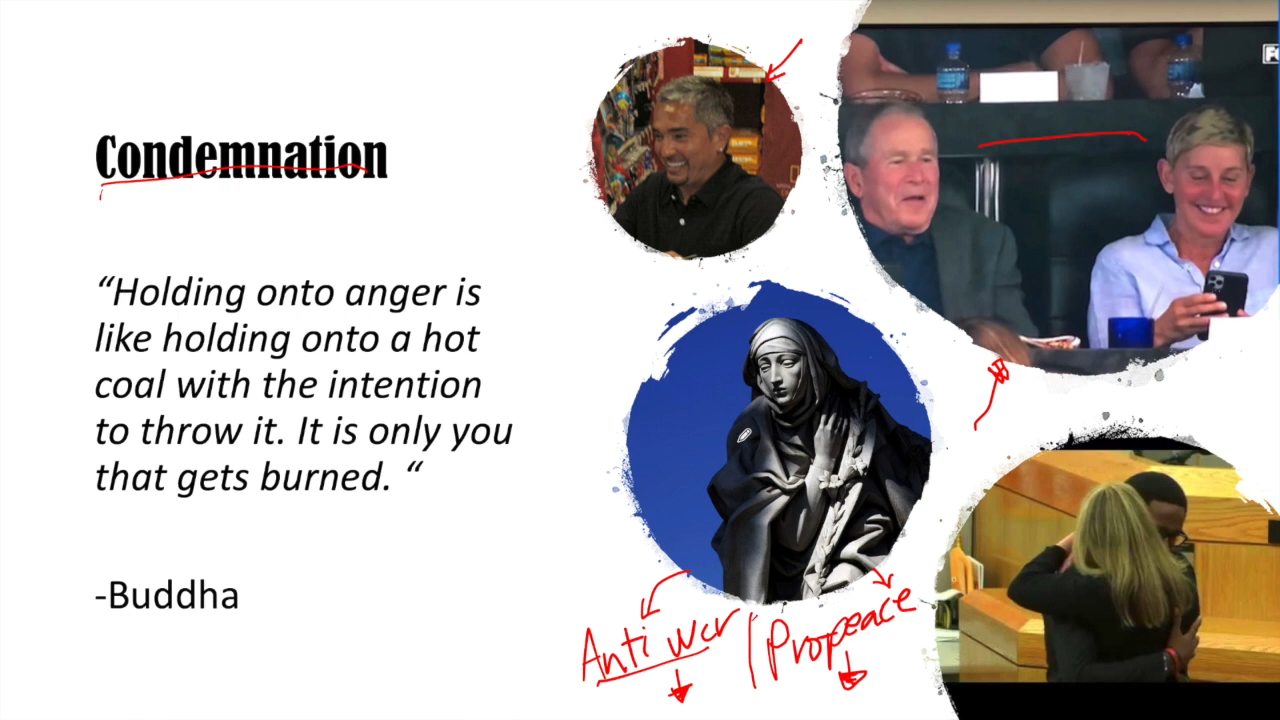 Condemnation
“Holding onto anger is
like holding onto a hot
coal with the intention
to throw it. It is only you
that gets burned. “
-Buddha
Anti war / Propeace